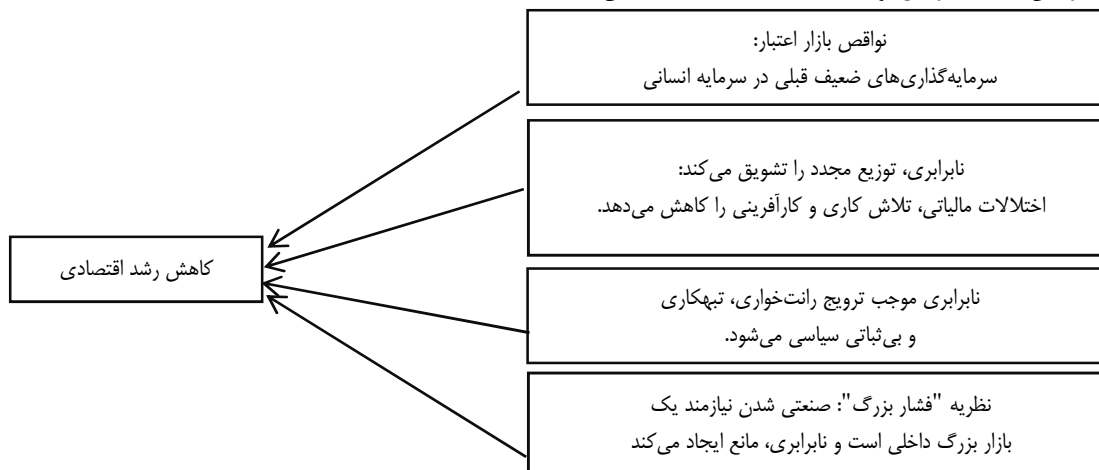 نواقص بازار اعتبار:
سرمایه‌گذاری‌های ضعیف قبلی در سرمایه انسانی
نابرابری، توزیع مجدد را تشویق می‌کند:
اختلالات مالیاتی، تلاش کاری و کارآفرینی را کاهش می‌دهد.
کاهش رشد اقتصادی
نابرابری موجب ترویج رانت‌خواری، تبهکاری
و بی‌ثباتی سیاسی می‌شود.
نظریه "فشار بزرگ": صنعتی شدن نیازمند یک
بازار بزرگ داخلی است و نابرابری، مانع ایجاد می‌کند